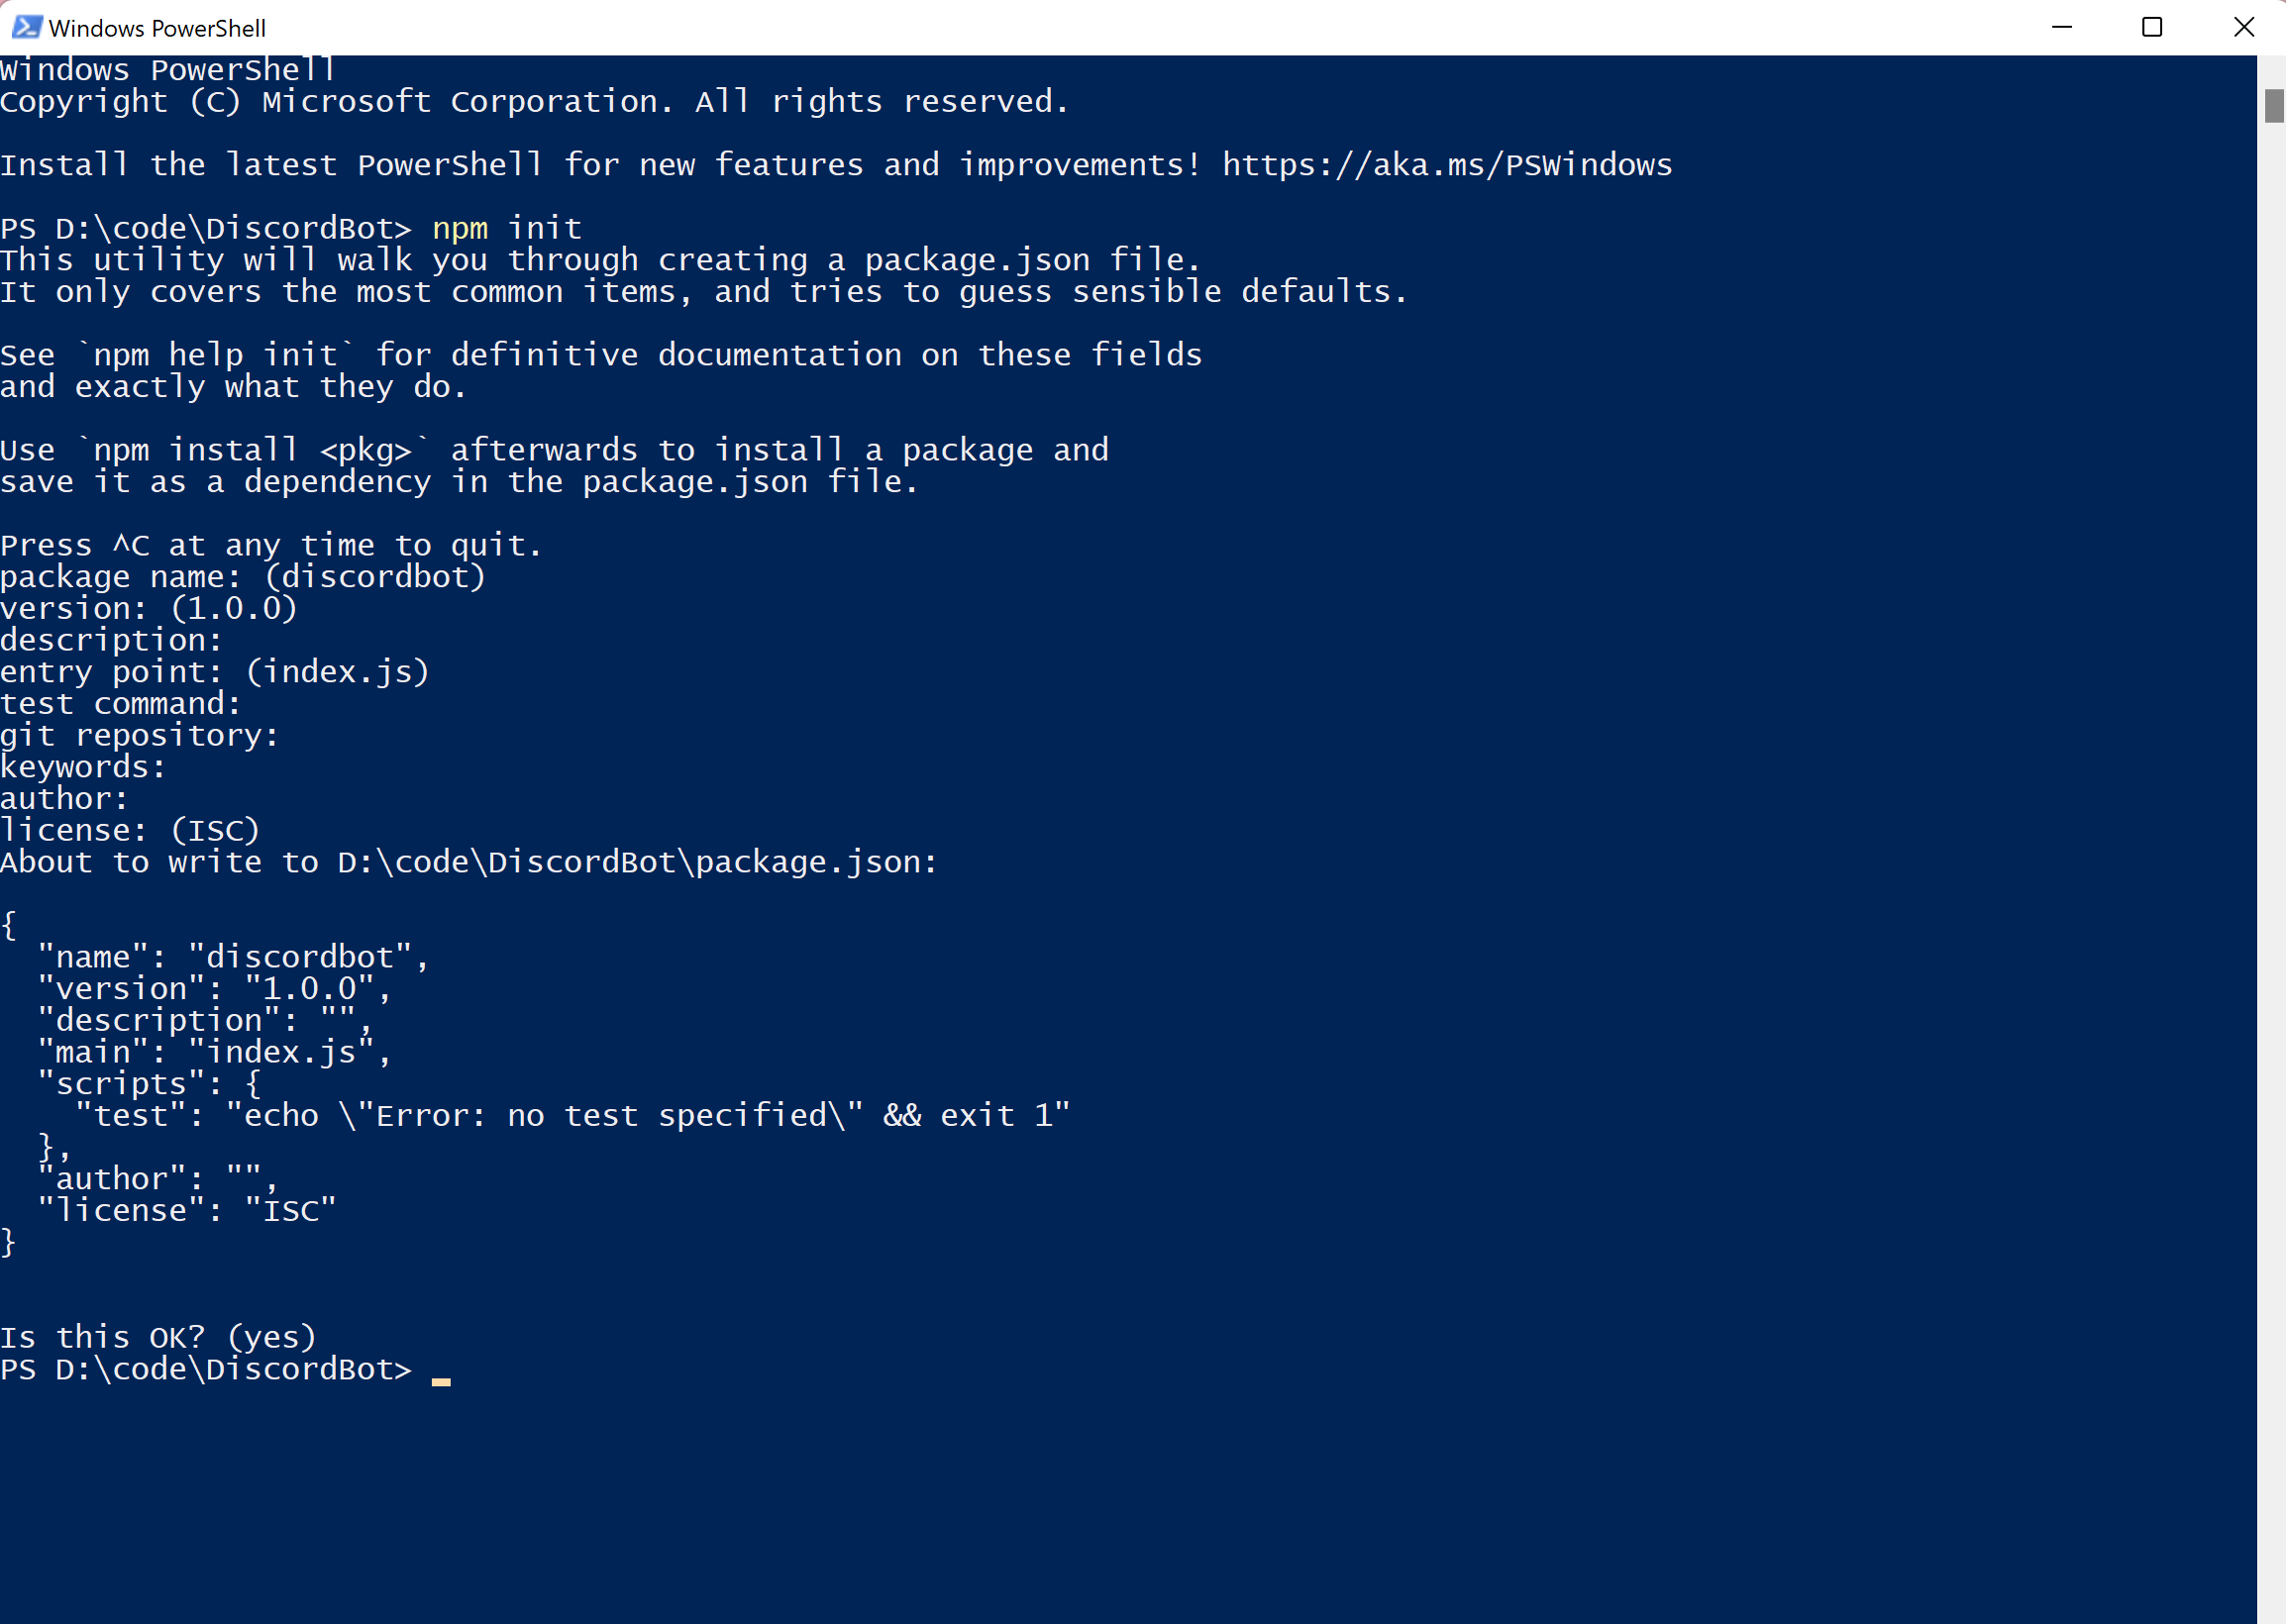 Windows PowerShell
Windows PowerShell
Copyright (C) Microsoft Corporation. All rights reserved.
Install the latest PowerShell for new features and improvements! https://aka.ms/PSWindows
PS D:\code\DiscordBot> npm init
This utility will walk you through creating a package.json file.
It only covers the most common items, and tries to guess sensible defaults.
See `npm help init` for definitive documentation on these fields
and exactly what they do.
Use `npm install <pkg>` afterwards to install a package and
save it as a dependency in the package.json file.
Press ^C at any time to quit.
package name: (discordbot)
version: (1.0.0)
description:
entry point: (index.js)
test command:
git repository:
keywords:
author:
license: (ISC)
About to write to D:\code\DiscordBot\package.json:
{
  "name": "discordbot",
  "version": "1.0.0",
  "description": "",
  "main": "index.js",
  "scripts": {
    "test": "echo \"Error: no test specified\" && exit 1"
  },
  "author": "",
  "license": "ISC"
}
Is this OK? (yes)
PS D:\code\DiscordBot>